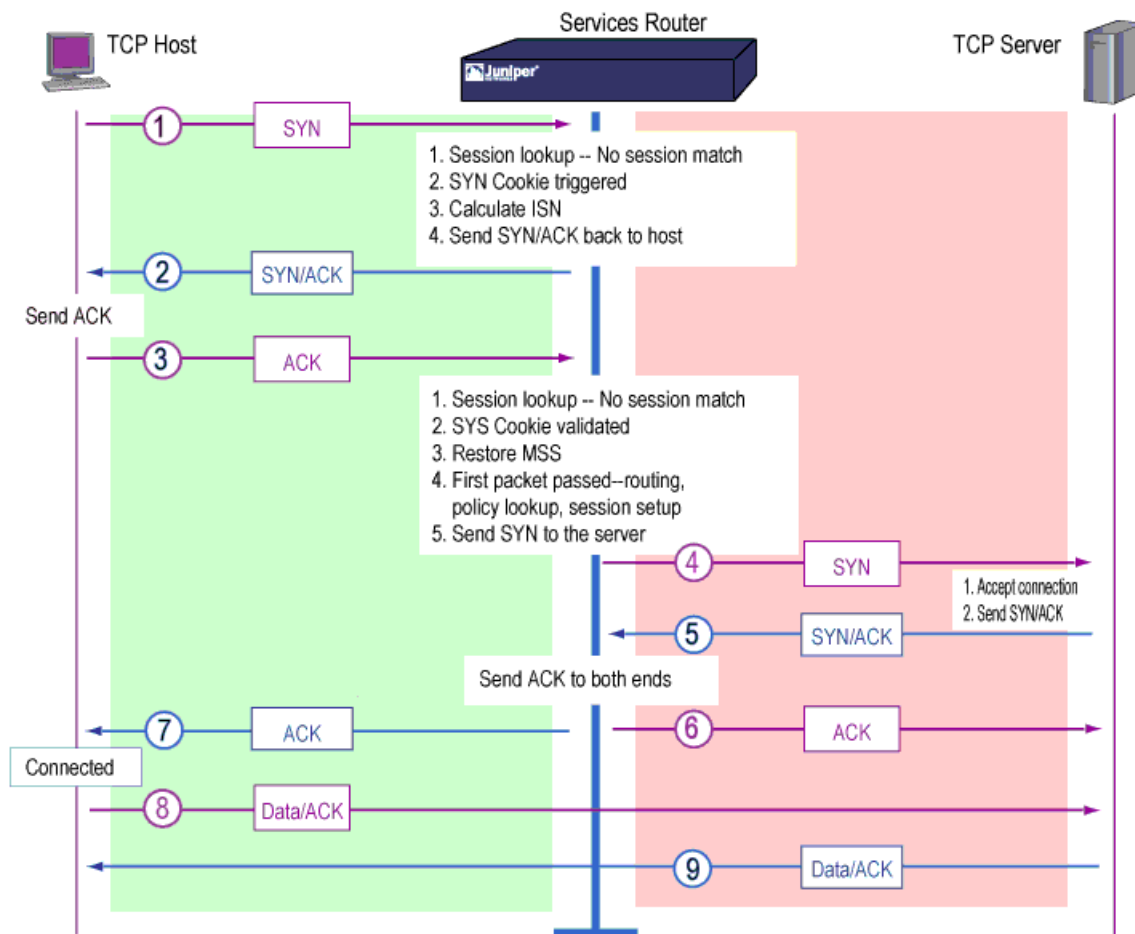 Services Router
TCP Host
TCP Server
Juniper
NETWORKS
1
SYN
1. Session lookup -- No session match
2. SYN Cookie triggered
3. Calculate ISN
4. Send SYN/ACK back to host
2
SYN/ACK
Send ACK
3
ACK
1. Session lookup -- No session match
2. SYS Cookie validated
3. Restore MSS
4. First packet passed--routing,
policy lookup, session setup
5. Send SYN to the server
4
SYN
1. Accept connection
2. Send SYN/ACK
5
SYN/ACK
Send ACK to both ends
7
ACK
6
ACK
Connected
8
Data/ACK
9
Data/ACK